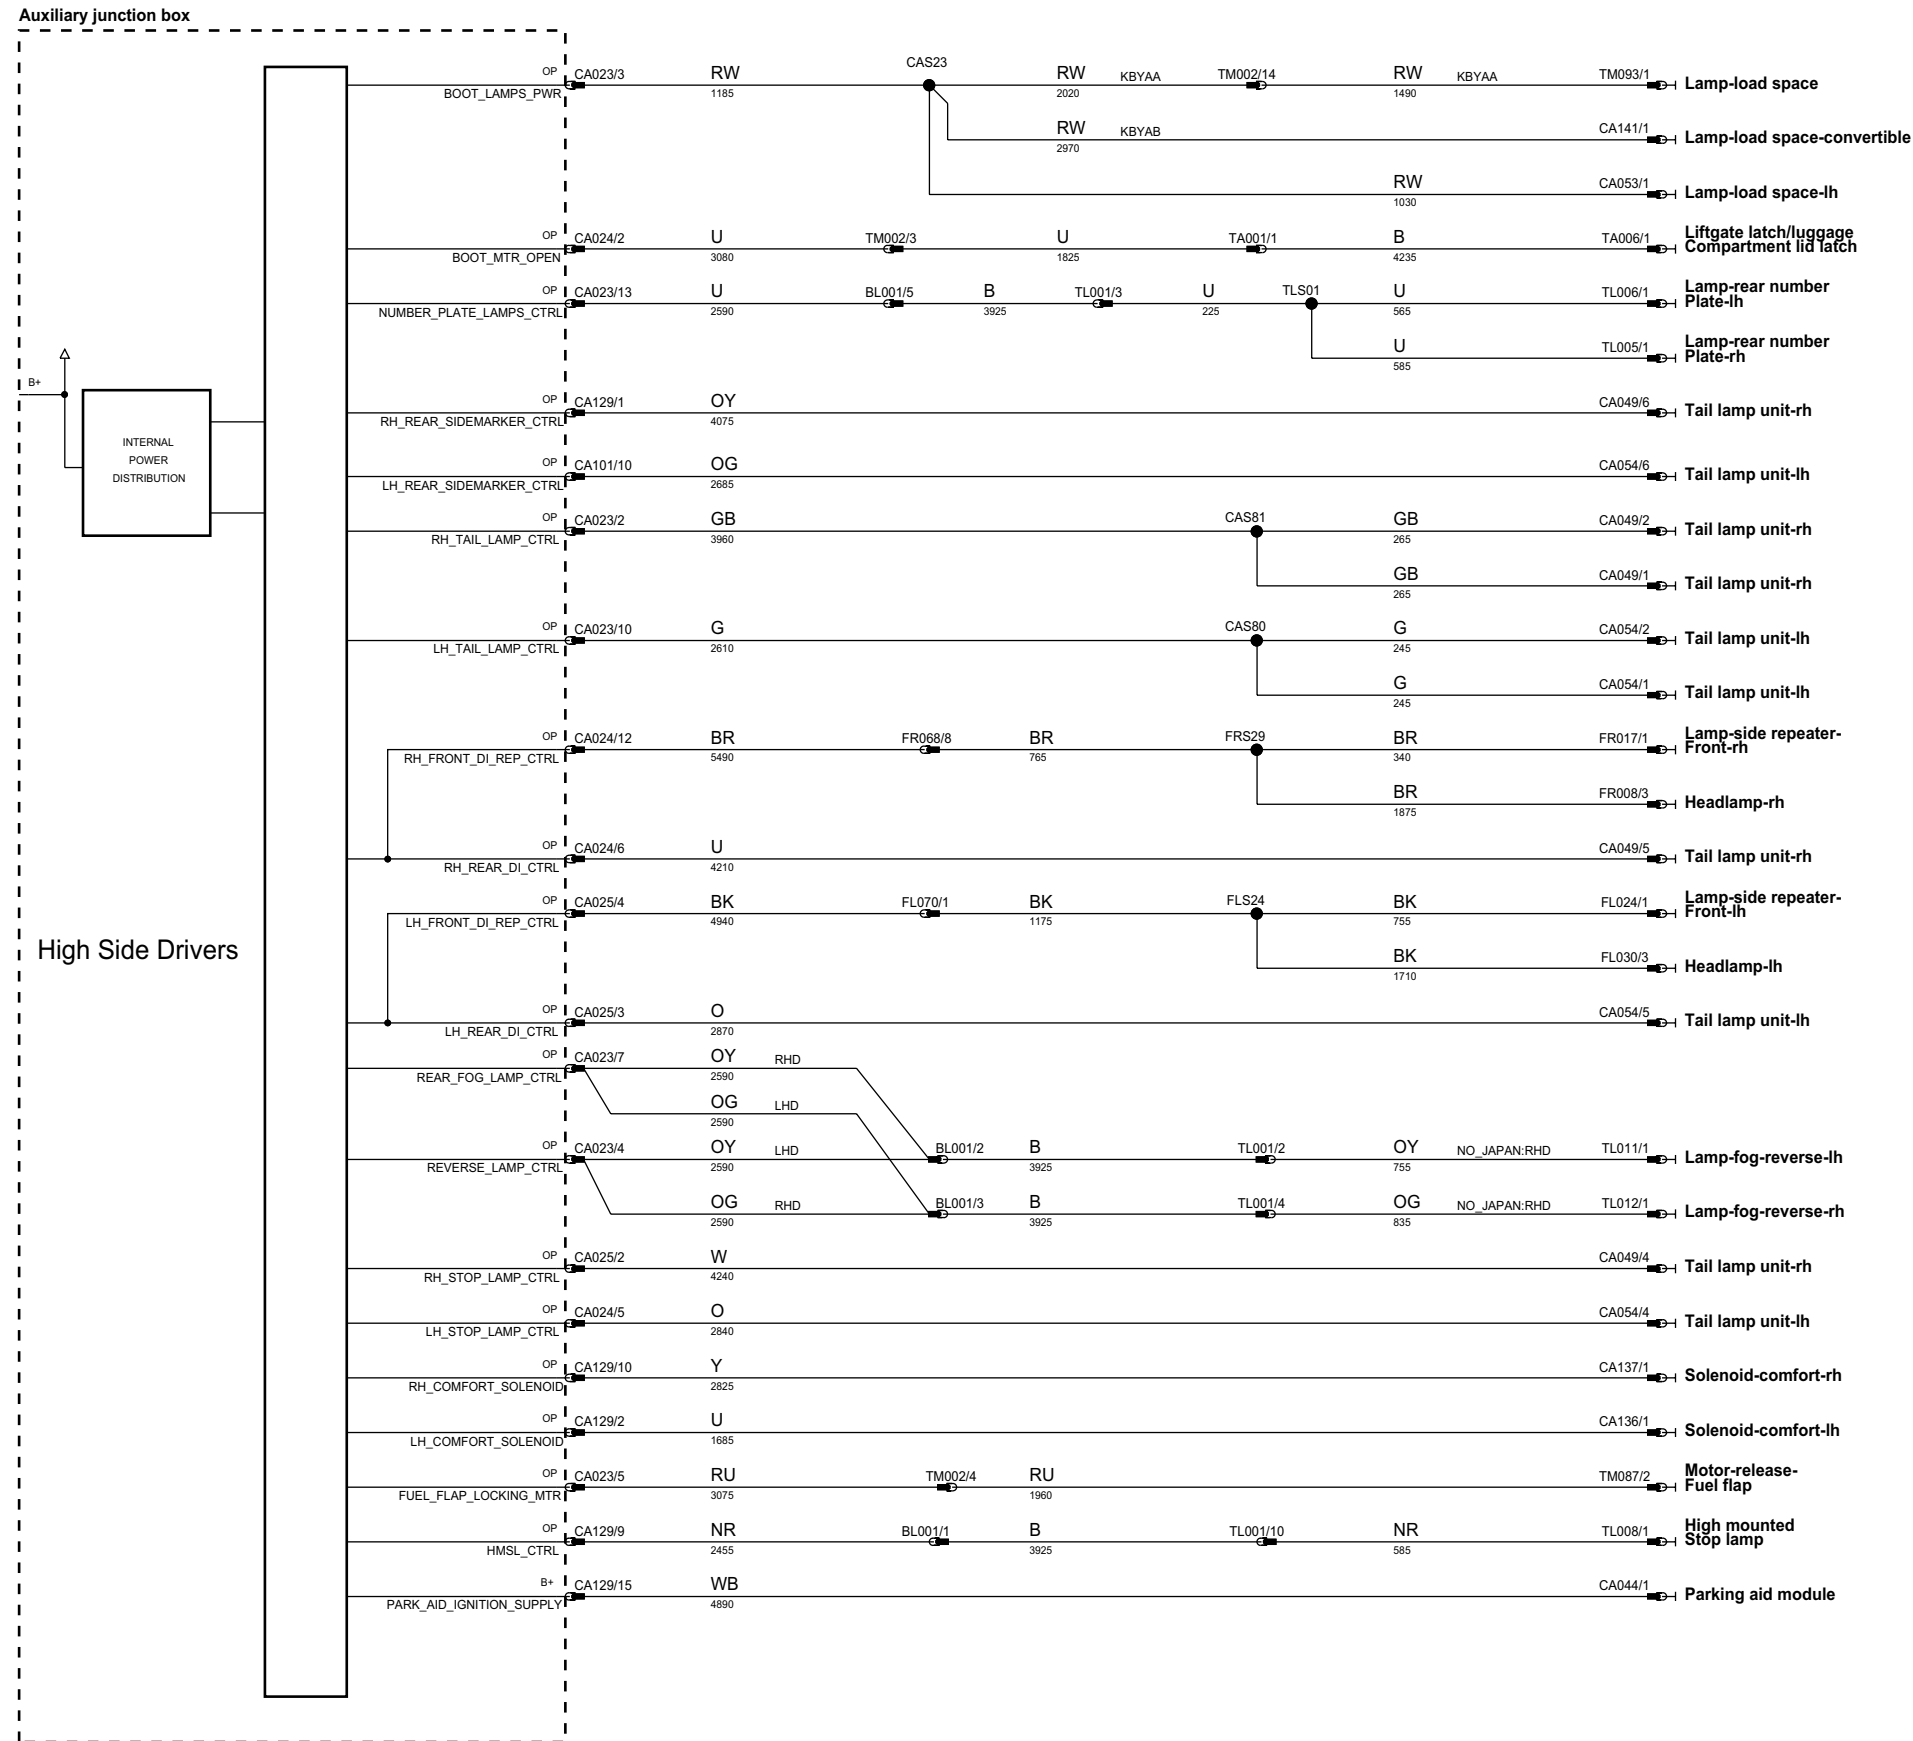 Auxiliary junction box
CAS23
OP CA023/3 RW RW KBYAA TM002/14 RW KBYAA TM093/1 Lamp-load space
BOOT_LAMPS_PWR 1185 2020 1490
RW KBYAB CA141/1 Lamp-load space-convertible
2970
RW CA053/1 Lamp-load space-lh
1030
OP CA024/2 U TM002/3 U TA001/1 B TA006/1 Liftgate latch/luggage
Compartment lid latch
BOOT_MTR_OPEN 3080 1825 4235
OP CA023/13 U BL001/5 B TL001/3 U TLS01 U TL006/1 Lamp-rear number
Plate-lh
NUMBER_PLATE_LAMPS_CTRL 2590 3925 225 565
U TL005/1 Lamp-rear number
Plate-rh
585
B+
OP CA129/1 OY CA049/6 Tail lamp unit-rh
RH_REAR_SIDEMARKER_CTRL 4075
INTERNAL
POWER
DISTRIBUTION
OP CA101/10 OG CA054/6 Tail lamp unit-lh
LH_REAR_SIDEMARKER_CTRL 2685
OP CA023/2 GB CAS81 GB CA049/2 Tail lamp unit-rh
RH_TAIL_LAMP_CTRL 3960 265
GB CA049/1 Tail lamp unit-rh
265
OP CA023/10 G CAS80 G CA054/2 Tail lamp unit-lh
LH_TAIL_LAMP_CTRL 2610 245
G CA054/1 Tail lamp unit-lh
245
OP CA024/12 BR FR068/8 BR FRS29 BR FR017/1 Lamp-side repeater-
Front-rh
RH_FRONT_DI_REP_CTRL 5490 765 340
BR FR008/3 Headlamp-rh
1875
OP CA024/6 U CA049/5 Tail lamp unit-rh
RH_REAR_DI_CTRL 4210
OP CA025/4 BK FL070/1 BK FLS24 BK FL024/1 Lamp-side repeater-
Front-lh
LH_FRONT_DI_REP_CTRL 4940 1175 755
High Side Drivers
BK FL030/3 Headlamp-lh
1710
OP CA025/3 O CA054/5 Tail lamp unit-lh
LH_REAR_DI_CTRL 2870
OP CA023/7 OY RHD
REAR_FOG_LAMP_CTRL 2590
OG LHD
2590
OP CA023/4 OY LHD BL001/2 B TL001/2 OY NO_JAPAN:RHD TL011/1 Lamp-fog-reverse-lh
REVERSE_LAMP_CTRL 2590 3925 755
OG RHD BL001/3 B TL001/4 OG NO_JAPAN:RHD TL012/1 Lamp-fog-reverse-rh
2590 3925 835
OP CA025/2 W CA049/4 Tail lamp unit-rh
RH_STOP_LAMP_CTRL 4240
OP CA024/5 O CA054/4 Tail lamp unit-lh
LH_STOP_LAMP_CTRL 2840
OP CA129/10 Y CA137/1 Solenoid-comfort-rh
RH_COMFORT_SOLENOID 2825
OP CA129/2 U CA136/1 Solenoid-comfort-lh
LH_COMFORT_SOLENOID 1685
OP CA023/5 RU TM002/4 RU TM087/2 Motor-release-
Fuel flap
FUEL_FLAP_LOCKING_MTR 3075 1960
OP CA129/9 NR BL001/1 B TL001/10 NR TL008/1 High mounted
Stop lamp
HMSL_CTRL 2455 3925 585
B+ CA129/15 WB CA044/1 Parking aid module
PARK_AID_IGNITION_SUPPLY 4890